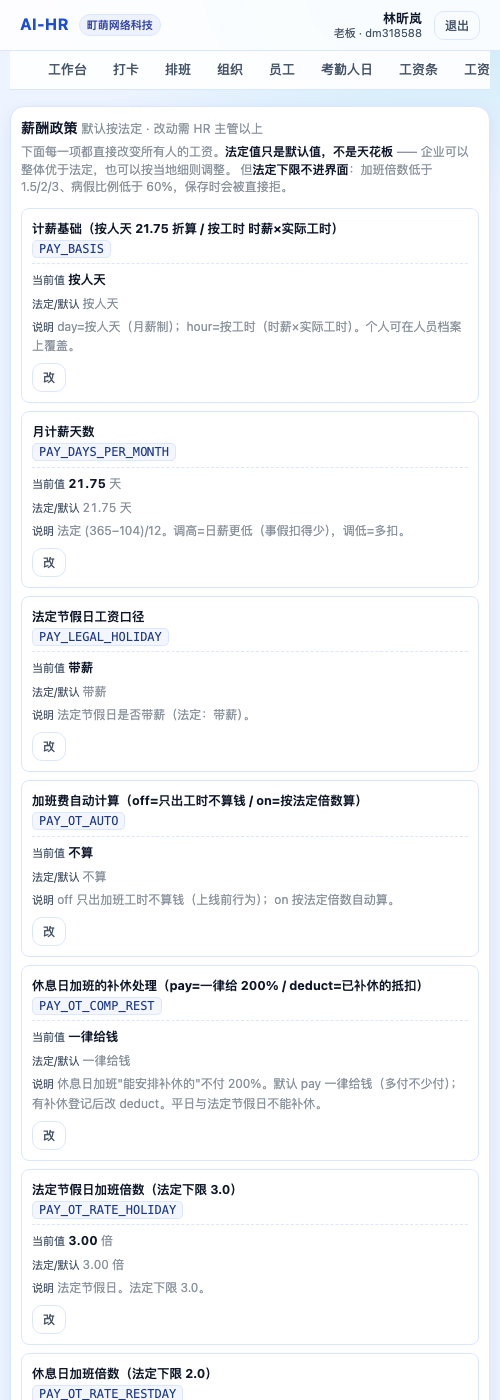 AI-HR 町萌网络科技
林昕岚
老板 · dm318588
退出
工作台 打卡 排班 组织 员工 考勤人日 工资条 工资
薪酬政策 默认按法定 · 改动需 HR 主管以上
下面每一项都直接改变所有人的工资。法定值只是默认值，不是天花板 —— 企业可以
整体优于法定，也可以按当地细则调整。 但法定下限不进界面：加班倍数低于
1.5/2/3、病假比例低于 60%，保存时会被直接拒。
计薪基础（按人天 21.75 折算 / 按工时 时薪×实际工时）
PAY_BASIS
当前值 按人天
法定/默认 按人天
说明 day=按人天（月薪制）；hour=按工时（时薪×实际工时）。个人可在人员档案
上覆盖。
改
月计薪天数
PAY_DAYS_PER_MONTH
当前值 21.75 天
法定/默认 21.75 天
说明 法定 (365−104)/12。调高=日薪更低（事假扣得少），调低=多扣。
改
法定节假日工资口径
PAY_LEGAL_HOLIDAY
当前值 带薪
法定/默认 带薪
说明 法定节假日是否带薪（法定：带薪）。
改
加班费自动计算（off=只出工时不算钱 / on=按法定倍数算）
PAY_OT_AUTO
当前值 不算
法定/默认 不算
说明 off 只出加班工时不算钱（上线前行为）；on 按法定倍数自动算。
改
休息日加班的补休处理（pay=一律给 200% / deduct=已补休的抵扣）
PAY_OT_COMP_REST
当前值 一律给钱
法定/默认 一律给钱
说明 休息日加班"能安排补休的"不付 200%。默认 pay 一律给钱（多付不少付）；
有补休登记后改 deduct。平日与法定节假日不能补休。
改
法定节假日加班倍数（法定下限 3.0）
PAY_OT_RATE_HOLIDAY
当前值 3.00 倍
法定/默认 3.00 倍
说明 法定节假日。法定下限 3.0。
改
休息日加班倍数（法定下限 2.0）
PAY_OT_RATE_RESTDAY